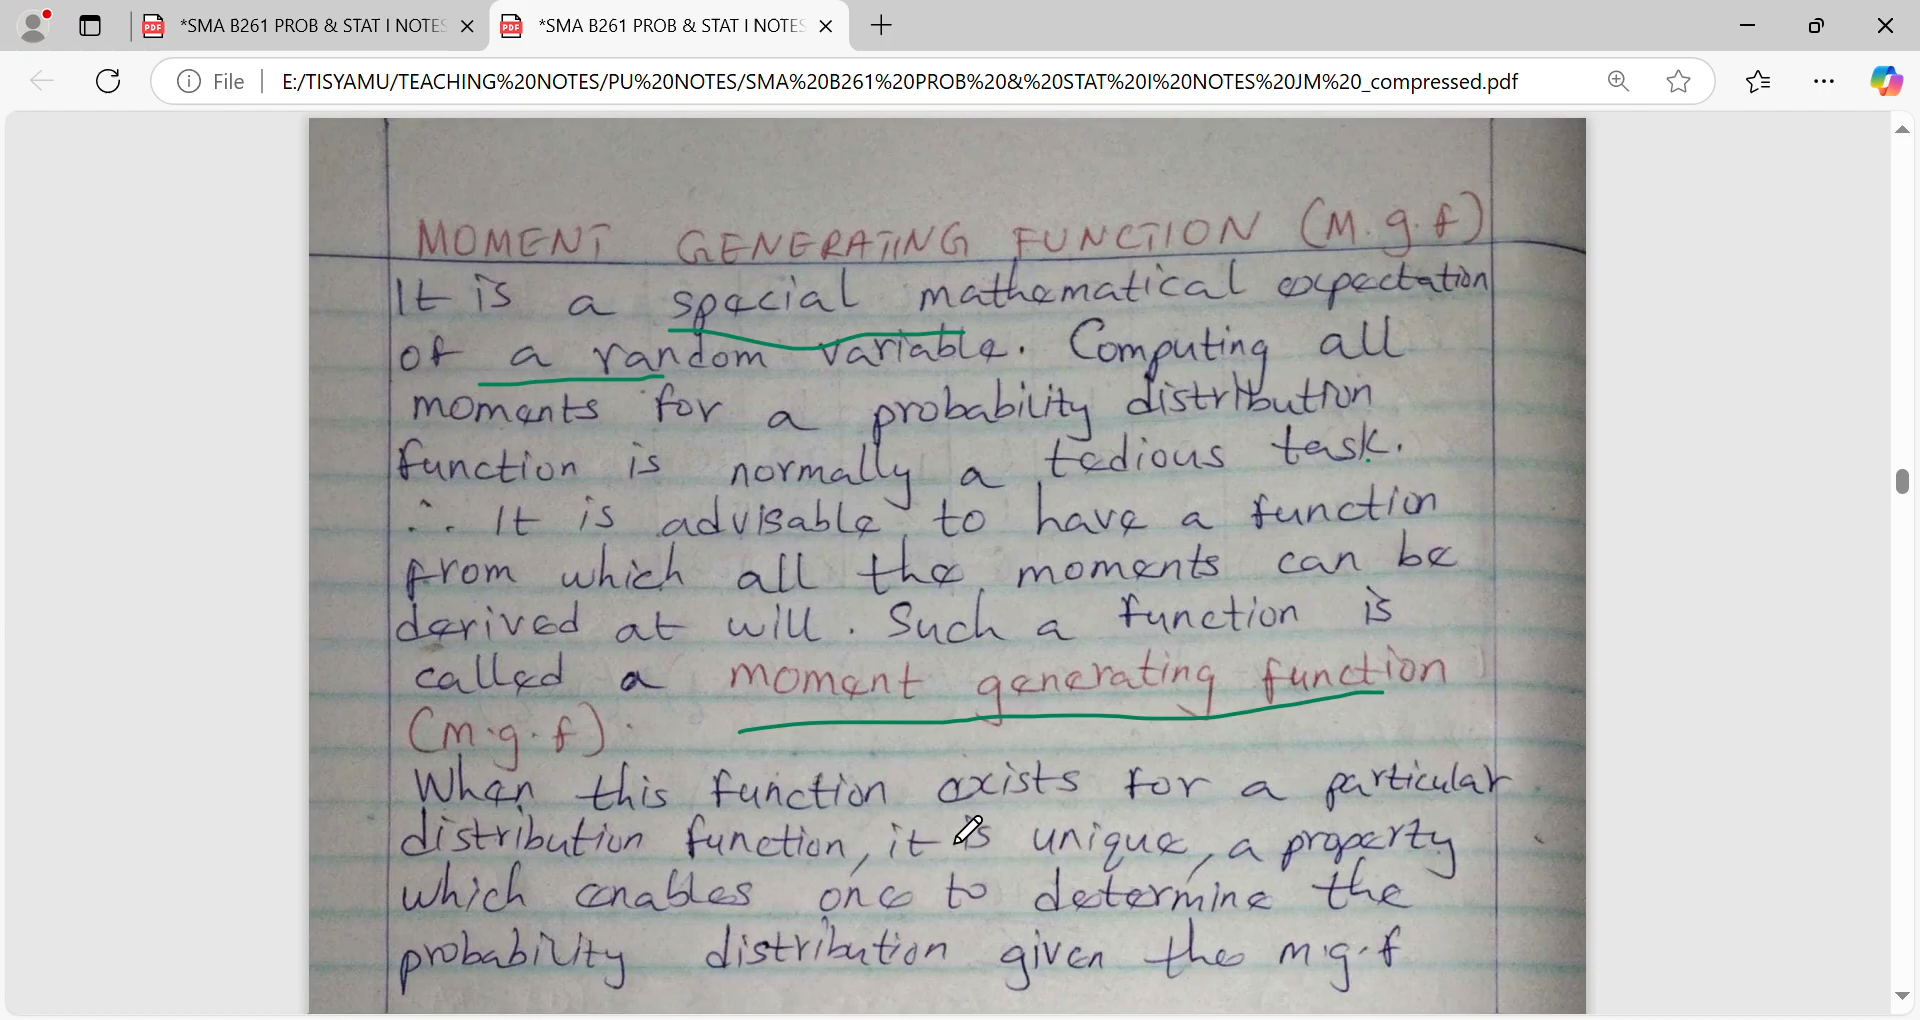 *SMA B261 PROB & STAT I NOTES
*SMA B261 PROB & STAT I NOTES
File
E:/TISYAMU/TEACHING%20NOTES/PU%20NOTES/SMA%20B261%20PROB%20&%20STAT%20I%20NOTES%20JM%20_compressed.pdf
MOMENT GENERATING FUNCTION (M.g.f)
It is a special mathematical expectation
of a random variable. Computing all
moments for a probability distribution
function is normally a tedious task.
∴ It is advisable to have a function
from which all the moments can be
derived at will. Such a function is
called a moment generating function
(m.g.f).
When this function exists for a particular
distribution function, it is unique, a property
which enables one to determine the
probability distribution given the m.g.f